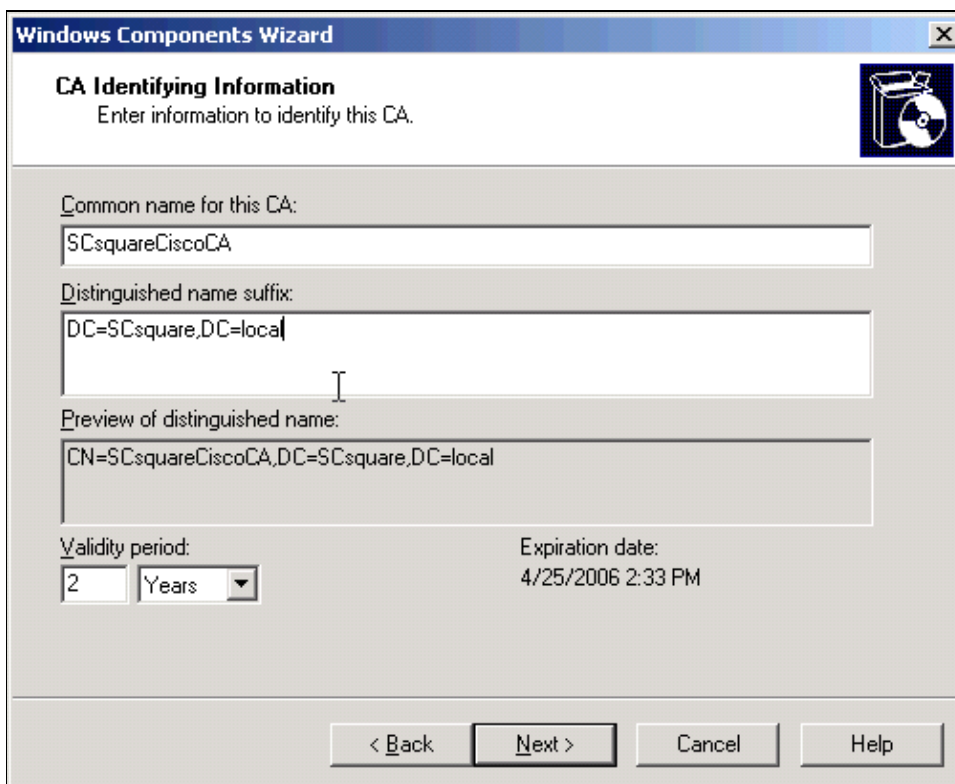 Windows Components Wizard
CA Identifying Information
Enter information to identify this CA.
Common name for this CA:
SCsquareCiscoCA
Distinguished name suffix:
DC=SCsquare,DC=local
Preview of distinguished name:
CN=SCsquareCiscoCA,DC=SCsquare,DC=local
Validity period:
Expiration date:
2 Years
4/25/2006 2:33 PM
< Back Next > Cancel Help